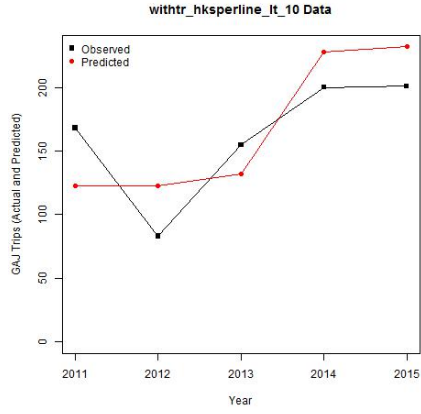 withtr_hksperline_lt_10 Data
Observed
Predicted
GAJ Trips (Actual and Predicted)
200
150
100
50
0
2011 2012 2013 2014 2015
Year